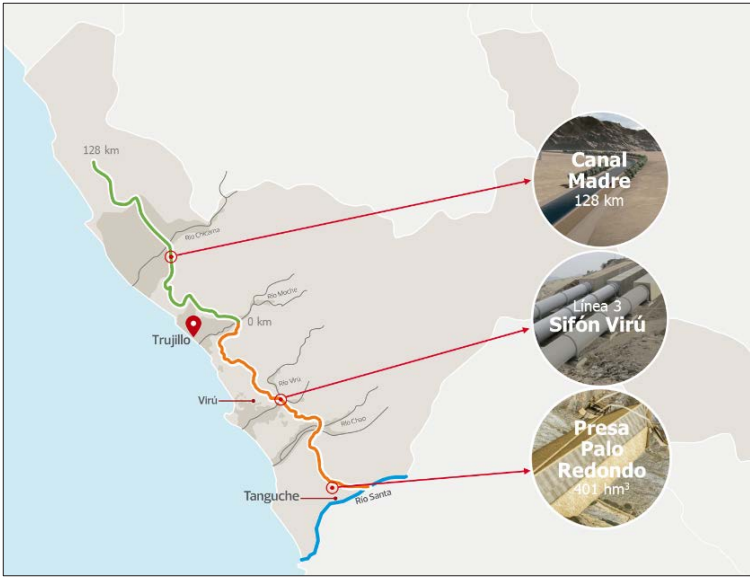 128 km
Río Chicama
Canal
Madre
128 km
Río Moche
0 km
Trujillo
Línea 3
Sifón Virú
Río Virú
Virú
Río Chao
Presa
Palo
Redondo
401 hm³
Tanguche
Río Santa